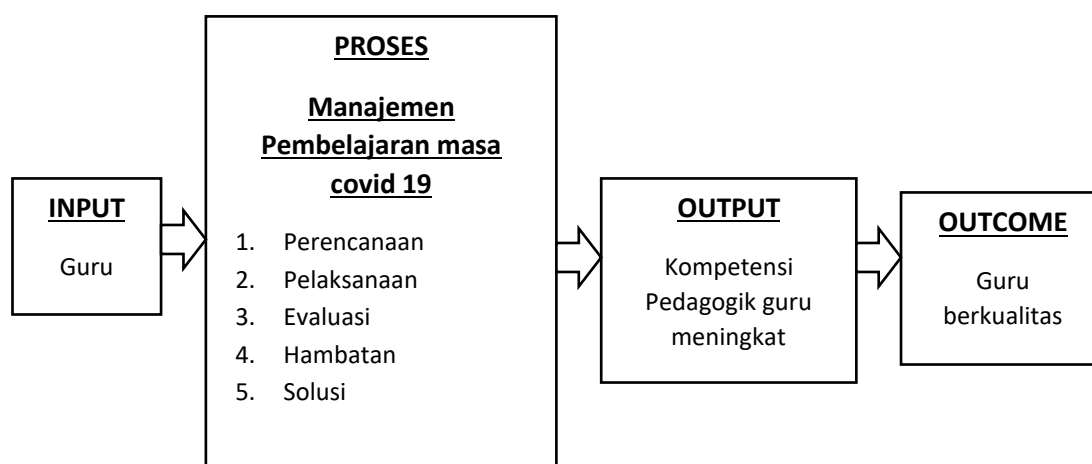 INPUT
Guru
PROSES
Manajemen
Pembelajaran masa
covid 19
1. Perencanaan
2. Pelaksanaan
3. Evaluasi
4. Hambatan
5. Solusi
OUTPUT
Kompetensi
Pedagogik guru
meningkat
OUTCOME
Guru
berkualitas